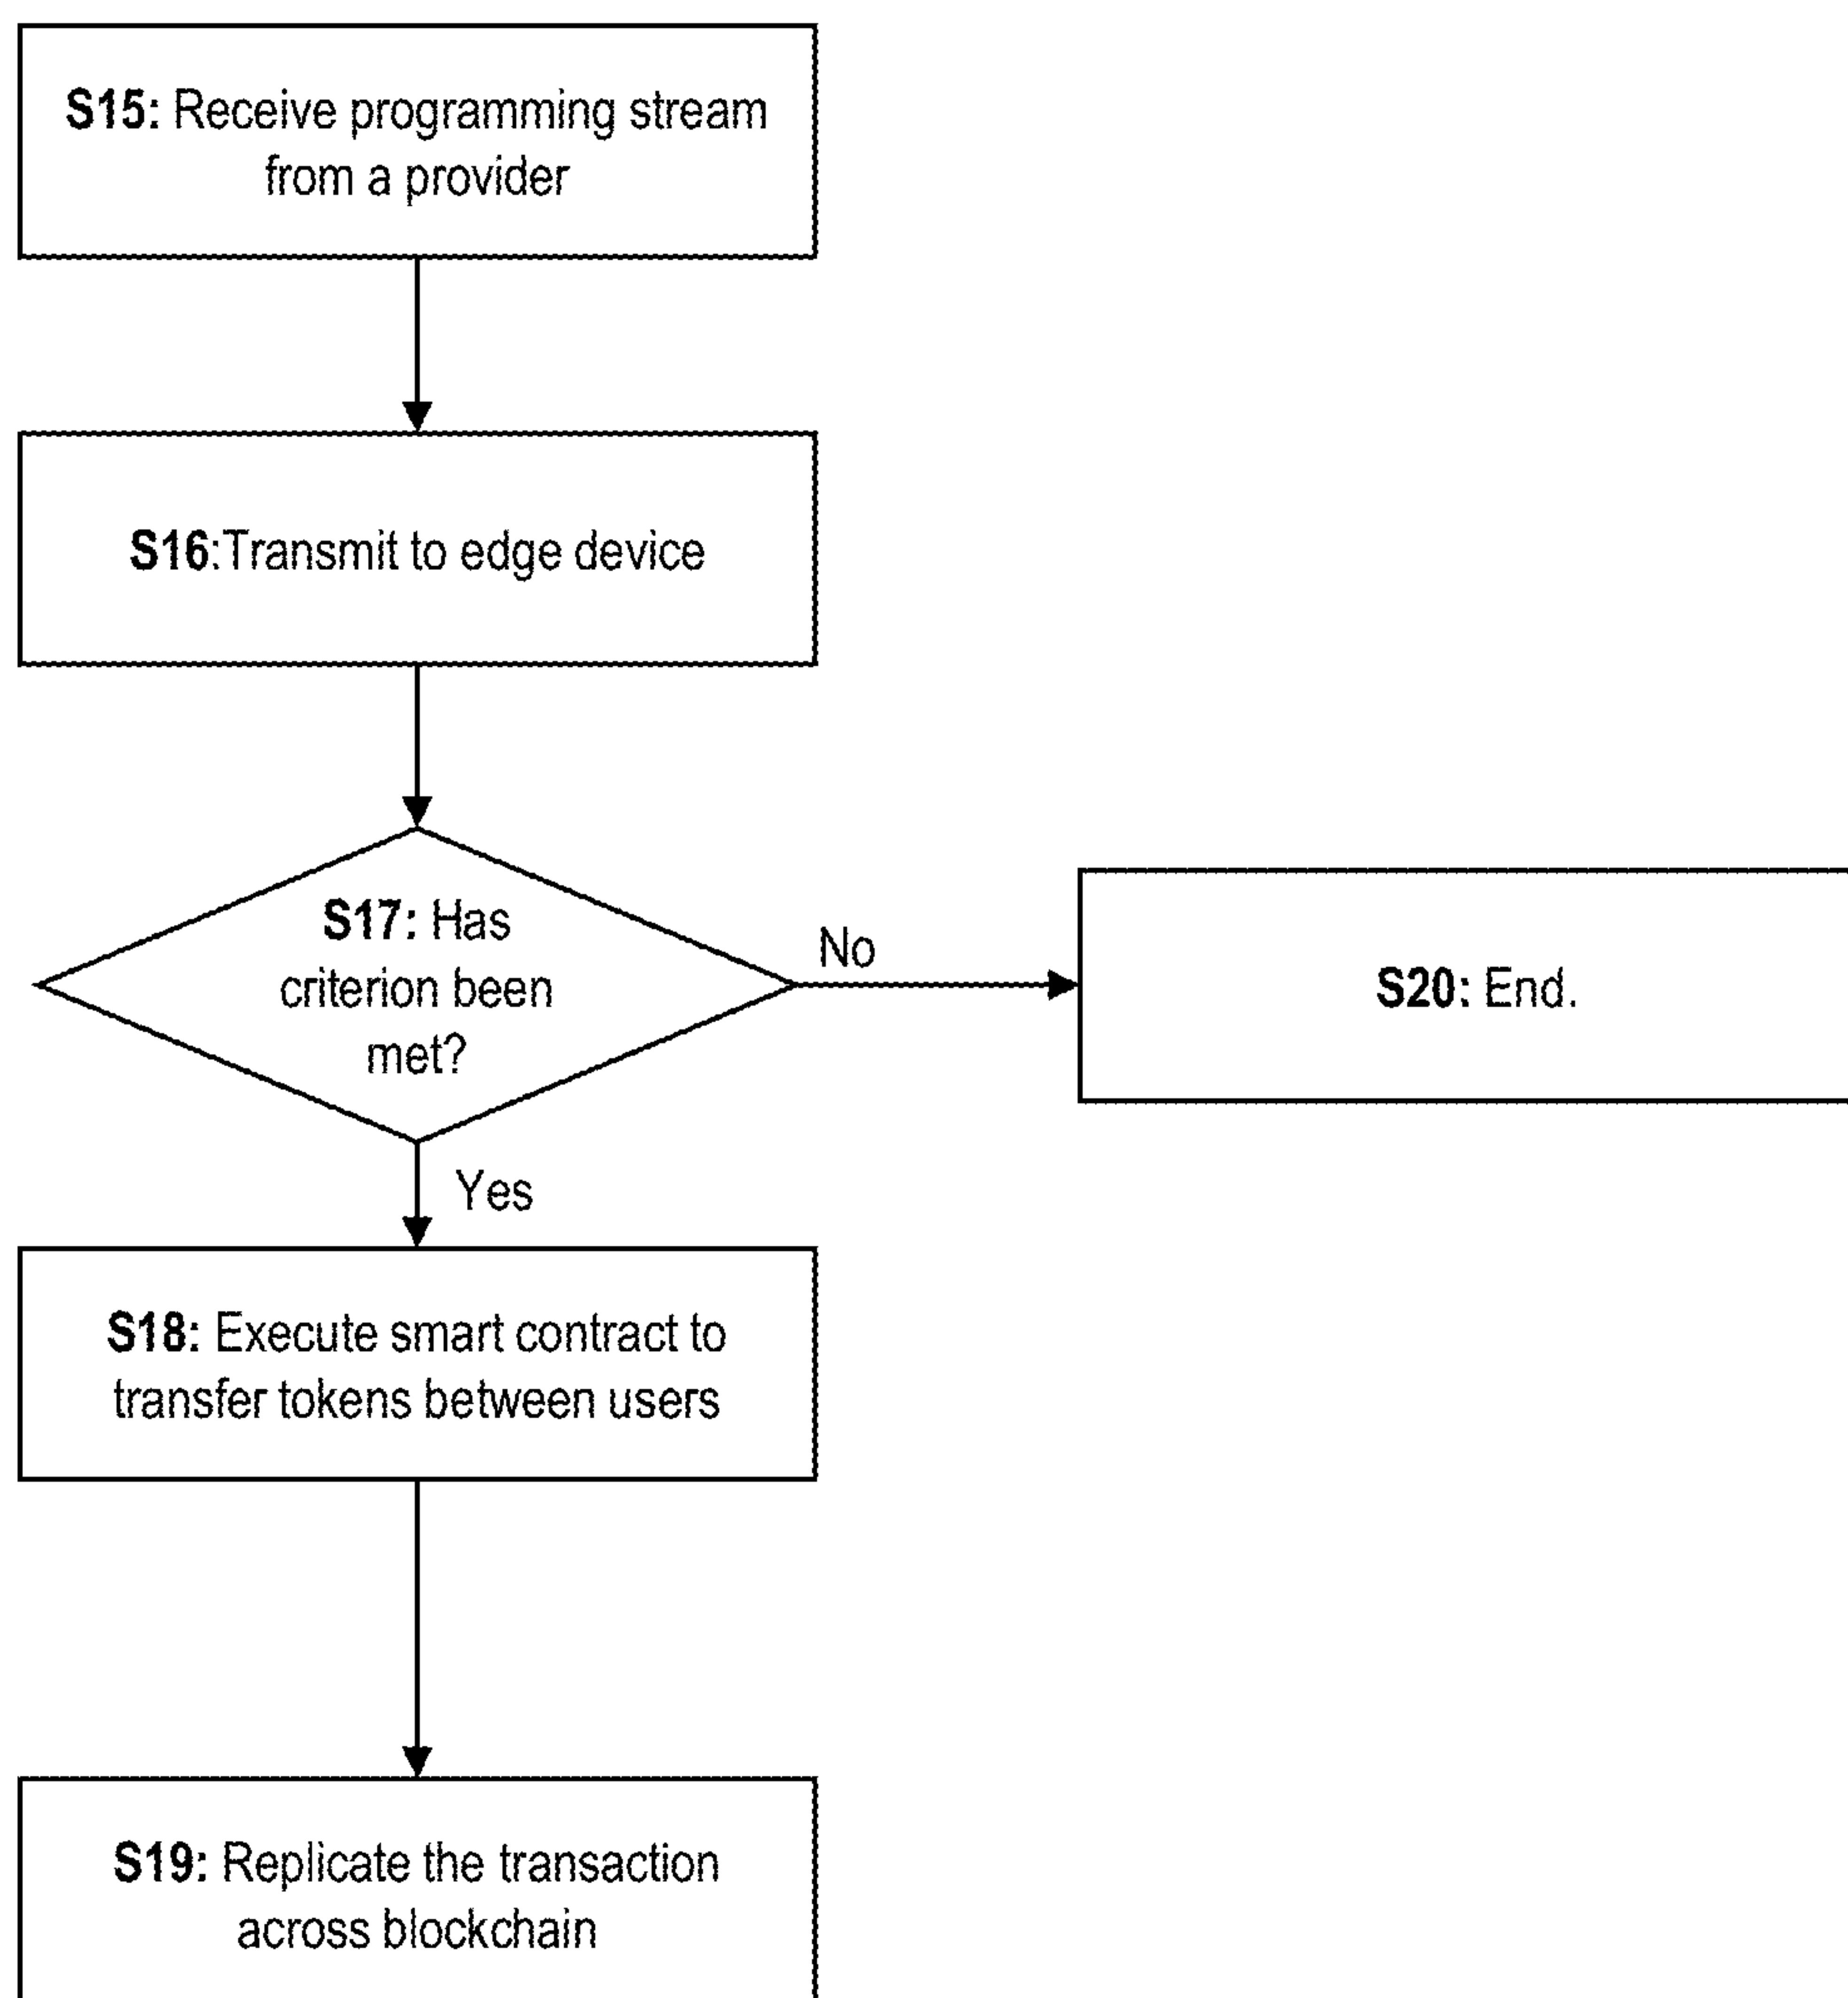 S15: Receive programming stream
from a provider
S16:Transmit to edge device
S17: Has
criterion been
met?
No
S20: End.
Yes
S18: Execute smart contract to
transfer tokens between users
S19: Replicate the transaction
across blockchain